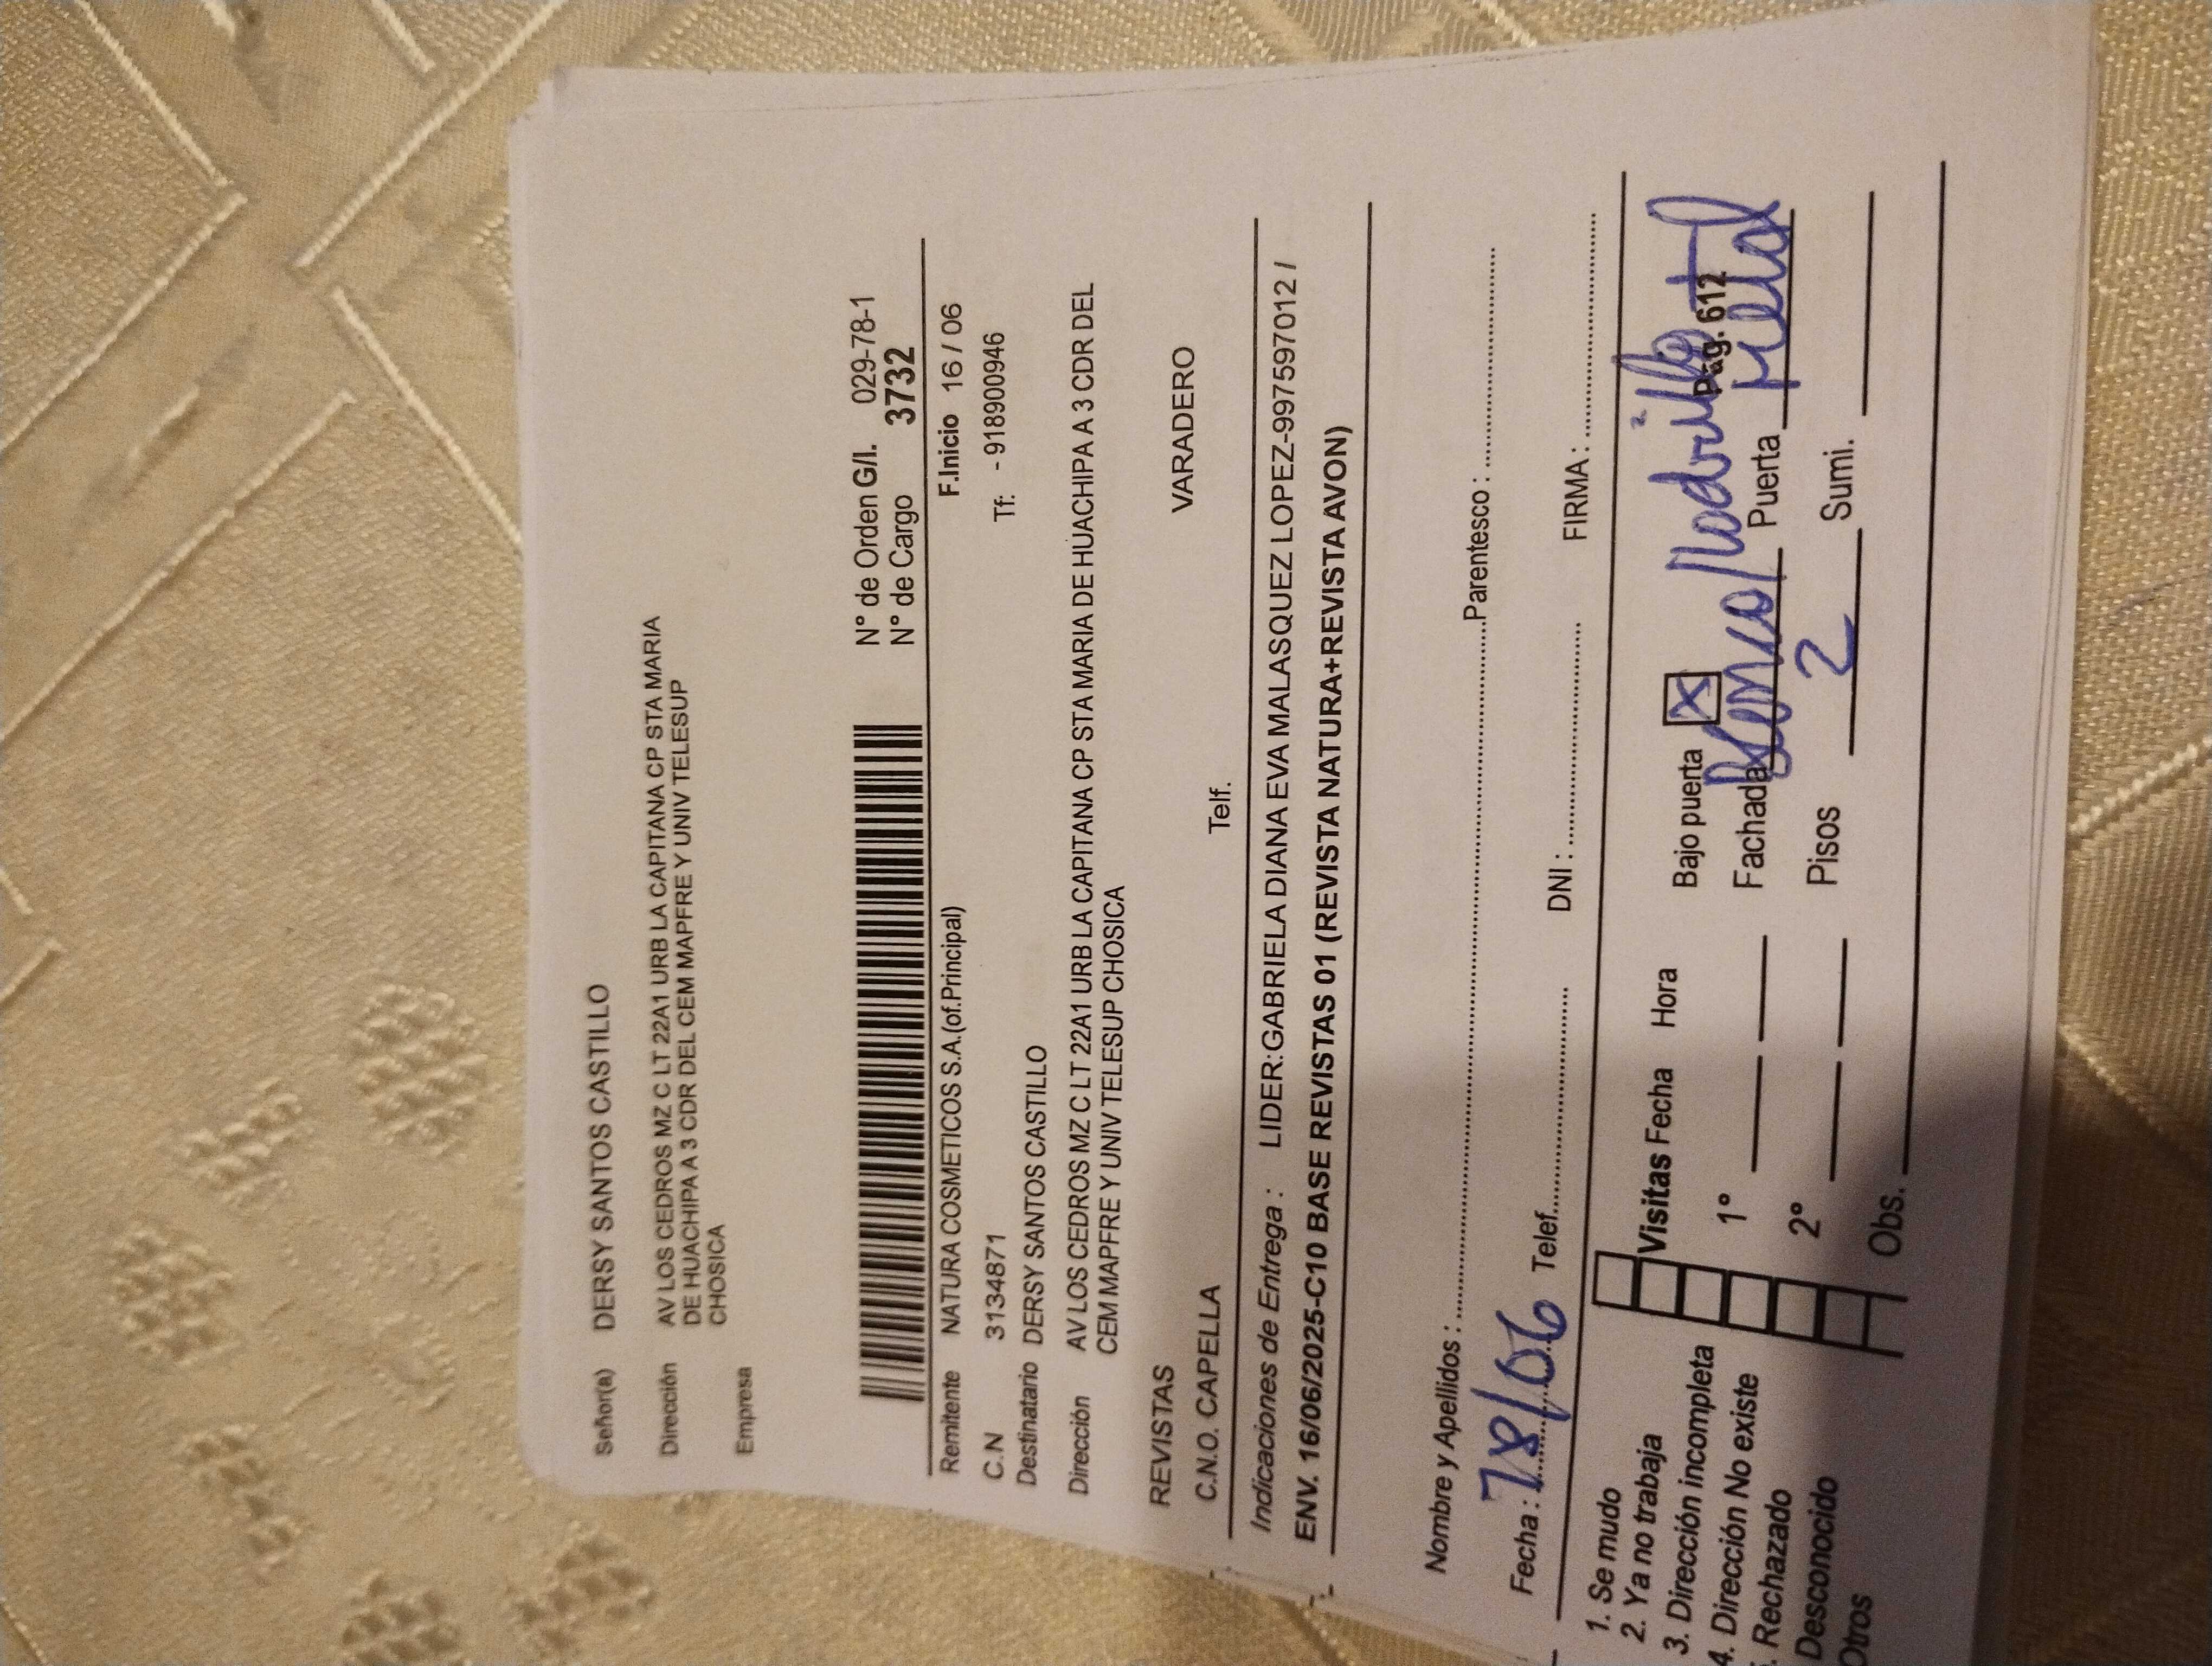 Señor(a) DERSY SANTOS CASTILLO
Dirección AV LOS CEDROS MZ C LT 22A1 URB LA CAPITANA CP STA MARIA
DE HUACHIPA A 3 CDR DEL CEM MAPFRE Y UNIV TELESUP
CHOSICA
Empresa
N° de Orden G/I. 029-78-1
N° de Cargo 3732
Remitente NATURA COSMETICOS S.A.(of.Principal) F.Inicio 16 / 06
C.N 3134871 Tf: - 918900946
Destinatario DERSY SANTOS CASTILLO
Dirección AV LOS CEDROS MZ C LT 22A1 URB LA CAPITANA CP STA MARIA DE HUACHIPA A 3 CDR DEL
CEM MAPFRE Y UNIV TELESUP CHOSICA
REVISTAS VARADERO
C.N.O. CAPELLA Telf.
Indicaciones de Entrega : LIDER:GABRIELA DIANA EVA MALASQUEZ LOPEZ-997597012 /
ENV. 16/06/2025-C10 BASE REVISTAS 01 (REVISTA NATURA+REVISTA AVON)
Nombre y Apellidos : Parentesco :
Fecha : 18/06 Telef. DNI : FIRMA :
1. Se mudo
2. Ya no trabaja Visitas Fecha Hora Bajo puerta X
3. Dirección incompleta 1° Fachada Blanco/ladrillo Puerta Metal
Pag. 612
4. Dirección No existe 2° Pisos 2 Sumi.
. Rechazado Obs.
Desconocido
Otros